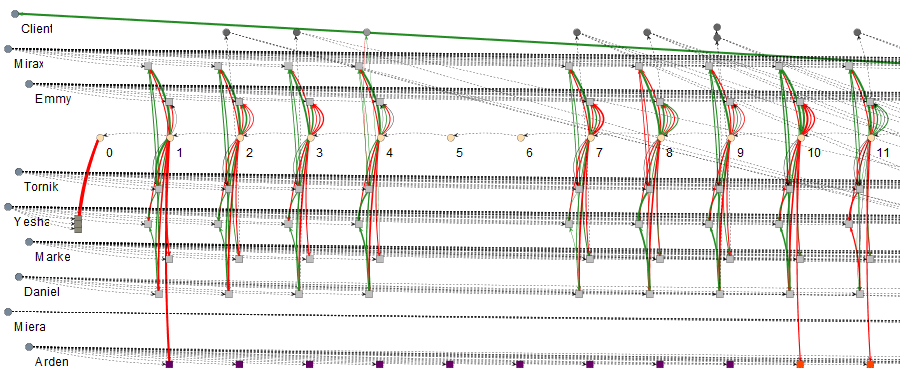 Client
Mirax
Emmy
0 1 2 3 4 5 6 7 8 9 10 11
Tornik
Yesha
Marke
Daniel
Miera
Arden